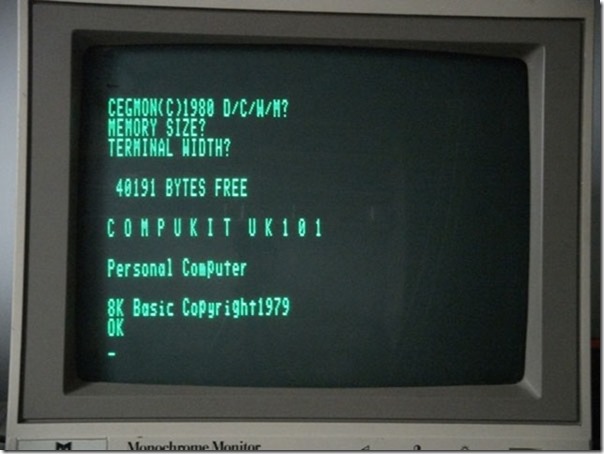 CEGMON(C)1980 D/C/W/M?
MEMORY SIZE?
TERMINAL WIDTH?
40191 BYTES FREE
C O M P U K I T  U K 1 0 1
Personal Computer
8K Basic Copyright1979
OK
_
Monochrome Monitor